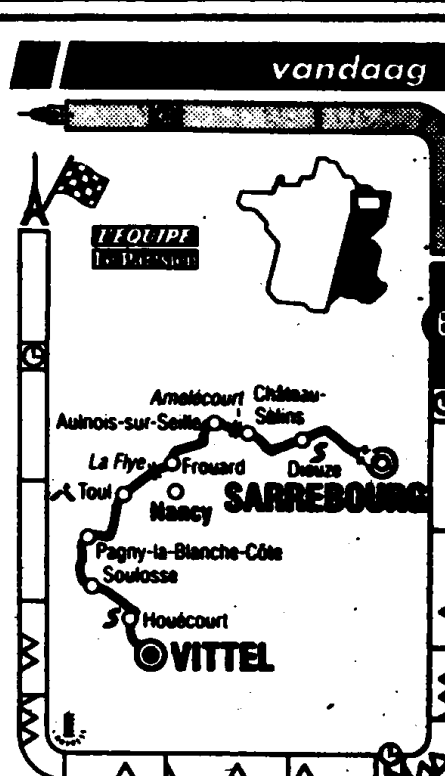 vandaag
L'EQUIPE
Le Parisien
Amelécourt
Château-
Salins
Aulnois-sur-Seille
La Flye
Frouard
Dieuze
S
Toul
Nancy
SARREBOURG
Pagny-la-Blanche-Côte
Soulosse
S
Houécourt
VITTEL